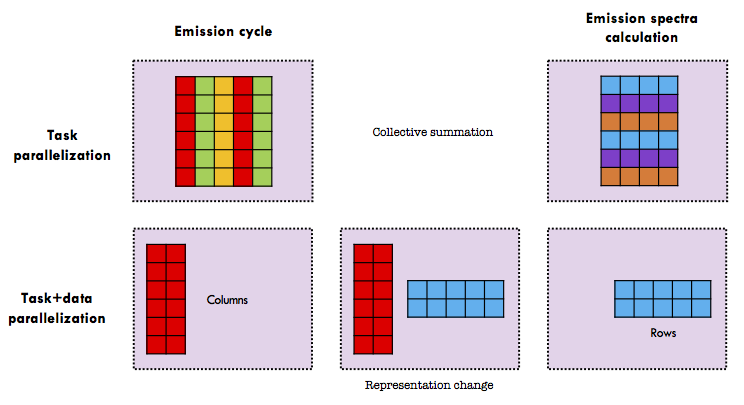 Emission cycle
Emission spectra
calculation
Task
parallelization
Collective summation
Task+data
parallelization
Columns
Rows
Representation change